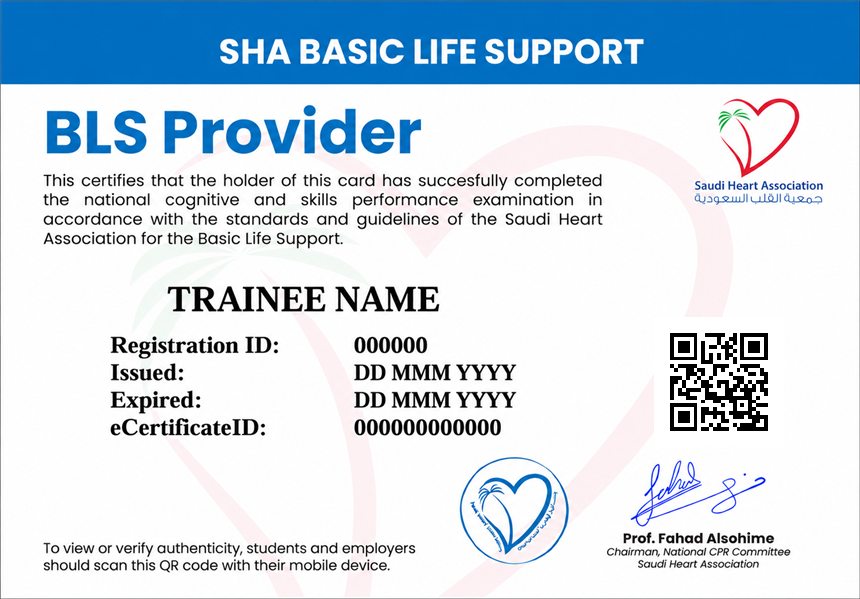 SHA BASIC LIFE SUPPORT
BLS Provider
This certifies that the holder of this card has succesfully completed
the national cognitive and skills performance examination in
accordance with the standards and guidelines of the Saudi Heart
Association for the Basic Life Support.
Saudi Heart Association
جمعية القلب السعودية
TRAINEE NAME
Registration ID: 000000
Issued: DD MMM YYYY
Expired: DD MMM YYYY
eCertificateID: 000000000000
Prof. Fahad Alsohime
Chairman, National CPR Committee
Saudi Heart Association
To view or verify authenticity, students and employers
should scan this QR code with their mobile device.